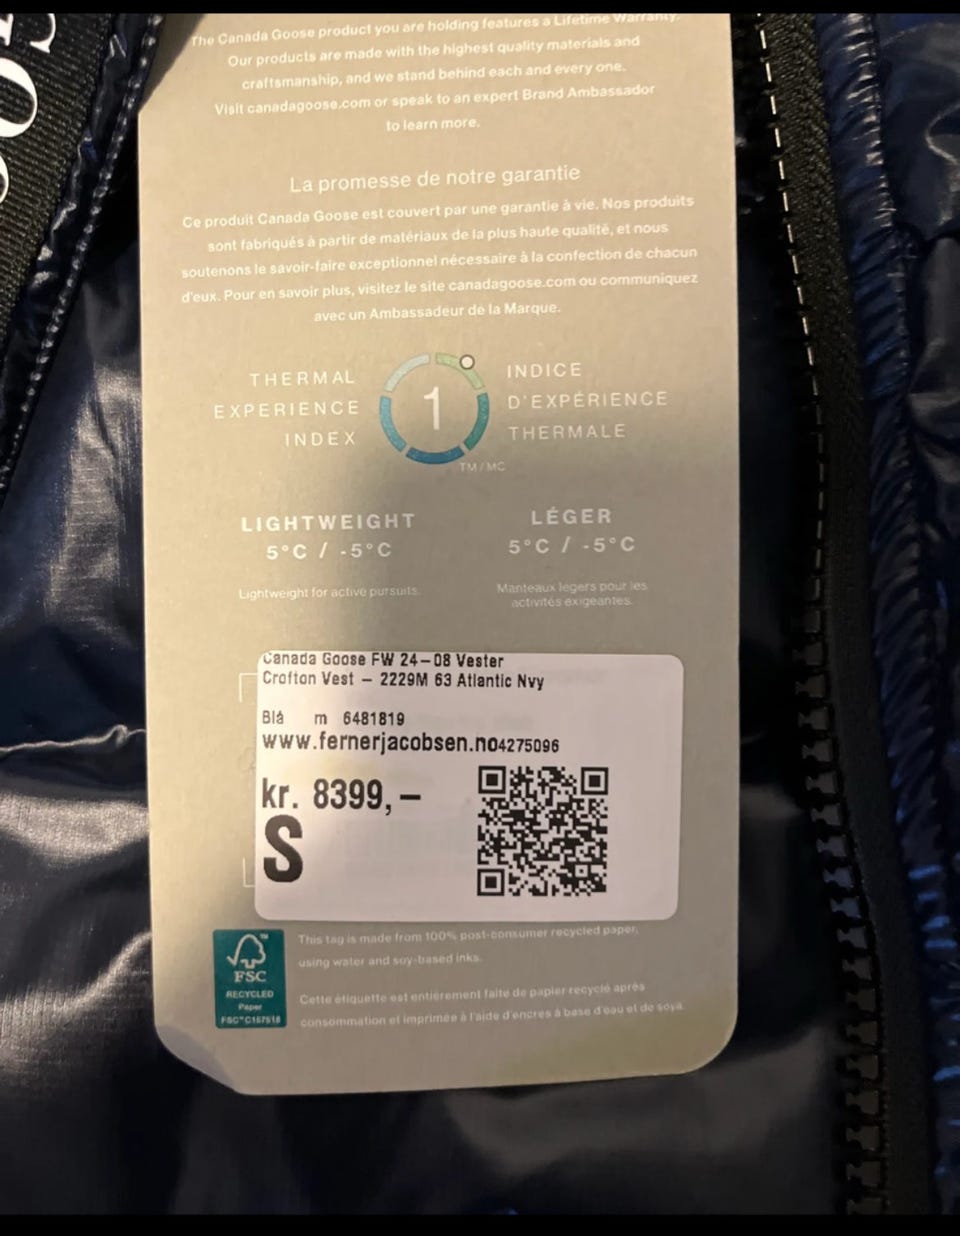 The Canada Goose product you are holding features a Lifetime Warranty.
Our products are made with the highest quality materials and
craftsmanship, and we stand behind each and every one.
Visit canadagoose.com or speak to an expert Brand Ambassador
to learn more.
La promesse de notre garantie
Ce produit Canada Goose est couvert par une garantie à vie. Nos produits
sont fabriqués à partir de matériaux de la plus haute qualité, et nous
soutenons le savoir-faire exceptionnel nécessaire à la confection de chacun
d'eux. Pour en savoir plus, visitez le site canadagoose.com ou communiquez
avec un Ambassadeur de la Marque.
THERMAL
EXPERIENCE
INDEX
1
TM/MC
INDICE
D'EXPÉRIENCE
THERMALE
LIGHTWEIGHT
5°C / -5°C
Lightweight for active pursuits.
LÉGER
5°C / -5°C
Manteaux légers pour les
activités exigeantes.
Canada Goose FW 24-08 Vester
Crofton Vest - 2229M 63 Atlantic Nvy
Blå m 6481819
www.fernerjacobsen.no4275096
kr. 8399,-
S
FSC
RECYCLED
Paper
FSC™C157518
This tag is made from 100% post-consumer recycled paper,
using water and soy-based inks.
Cette étiquette est entièrement faite de papier recyclé après
consommation et imprimée à l'aide d'encres à base d'eau et de soya.